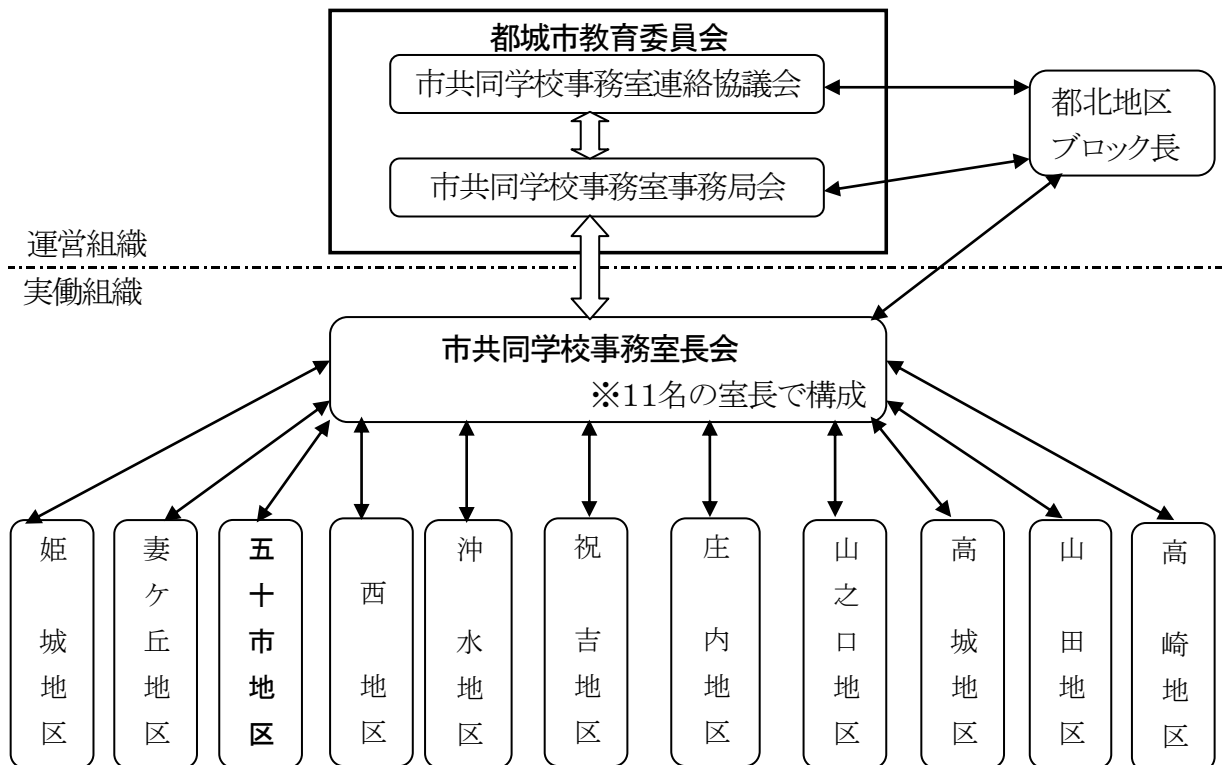 都城市教育委員会
市共同学校事務室連絡協議会
都北地区
ブロック長
市共同学校事務室事務局会
運営組織
実働組織
市共同学校事務室長会
※11名の室長で構成
姫城地区
妻ケ丘地区
五十市地区
西地区
沖水地区
祝吉地区
庄内地区
山之口地区
高城地区
山田地区
高崎地区